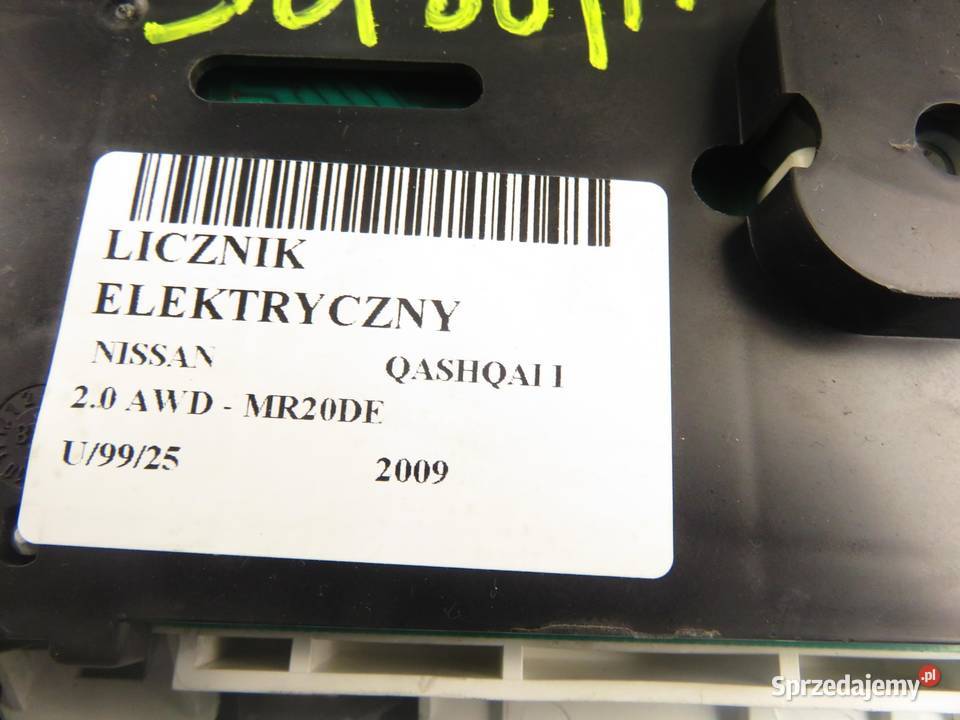 LICZNIK
ELEKTRYCZNY
NISSAN QASHQAI I
2.0 AWD - MR20DE
U/99/25 2009
Sprzedajemy.pl